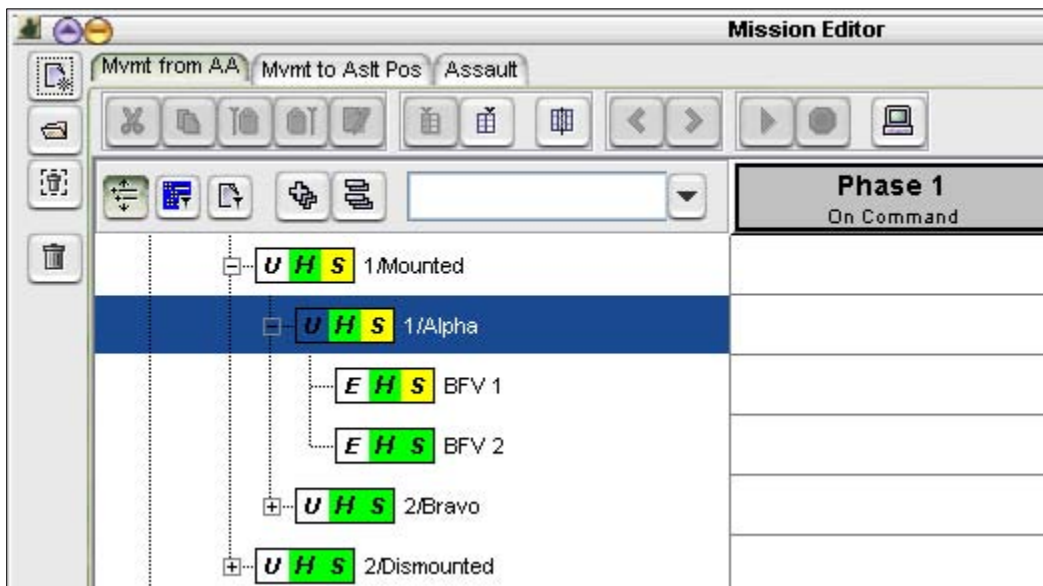 Mission Editor
Mvmt from AA Mvmt to Aslt Pos Assault
Phase 1
On Command
U H S 1/Mounted
U H S 1/Alpha
E H S BFV 1
E H S BFV 2
U H S 2/Bravo
U H S 2/Dismounted